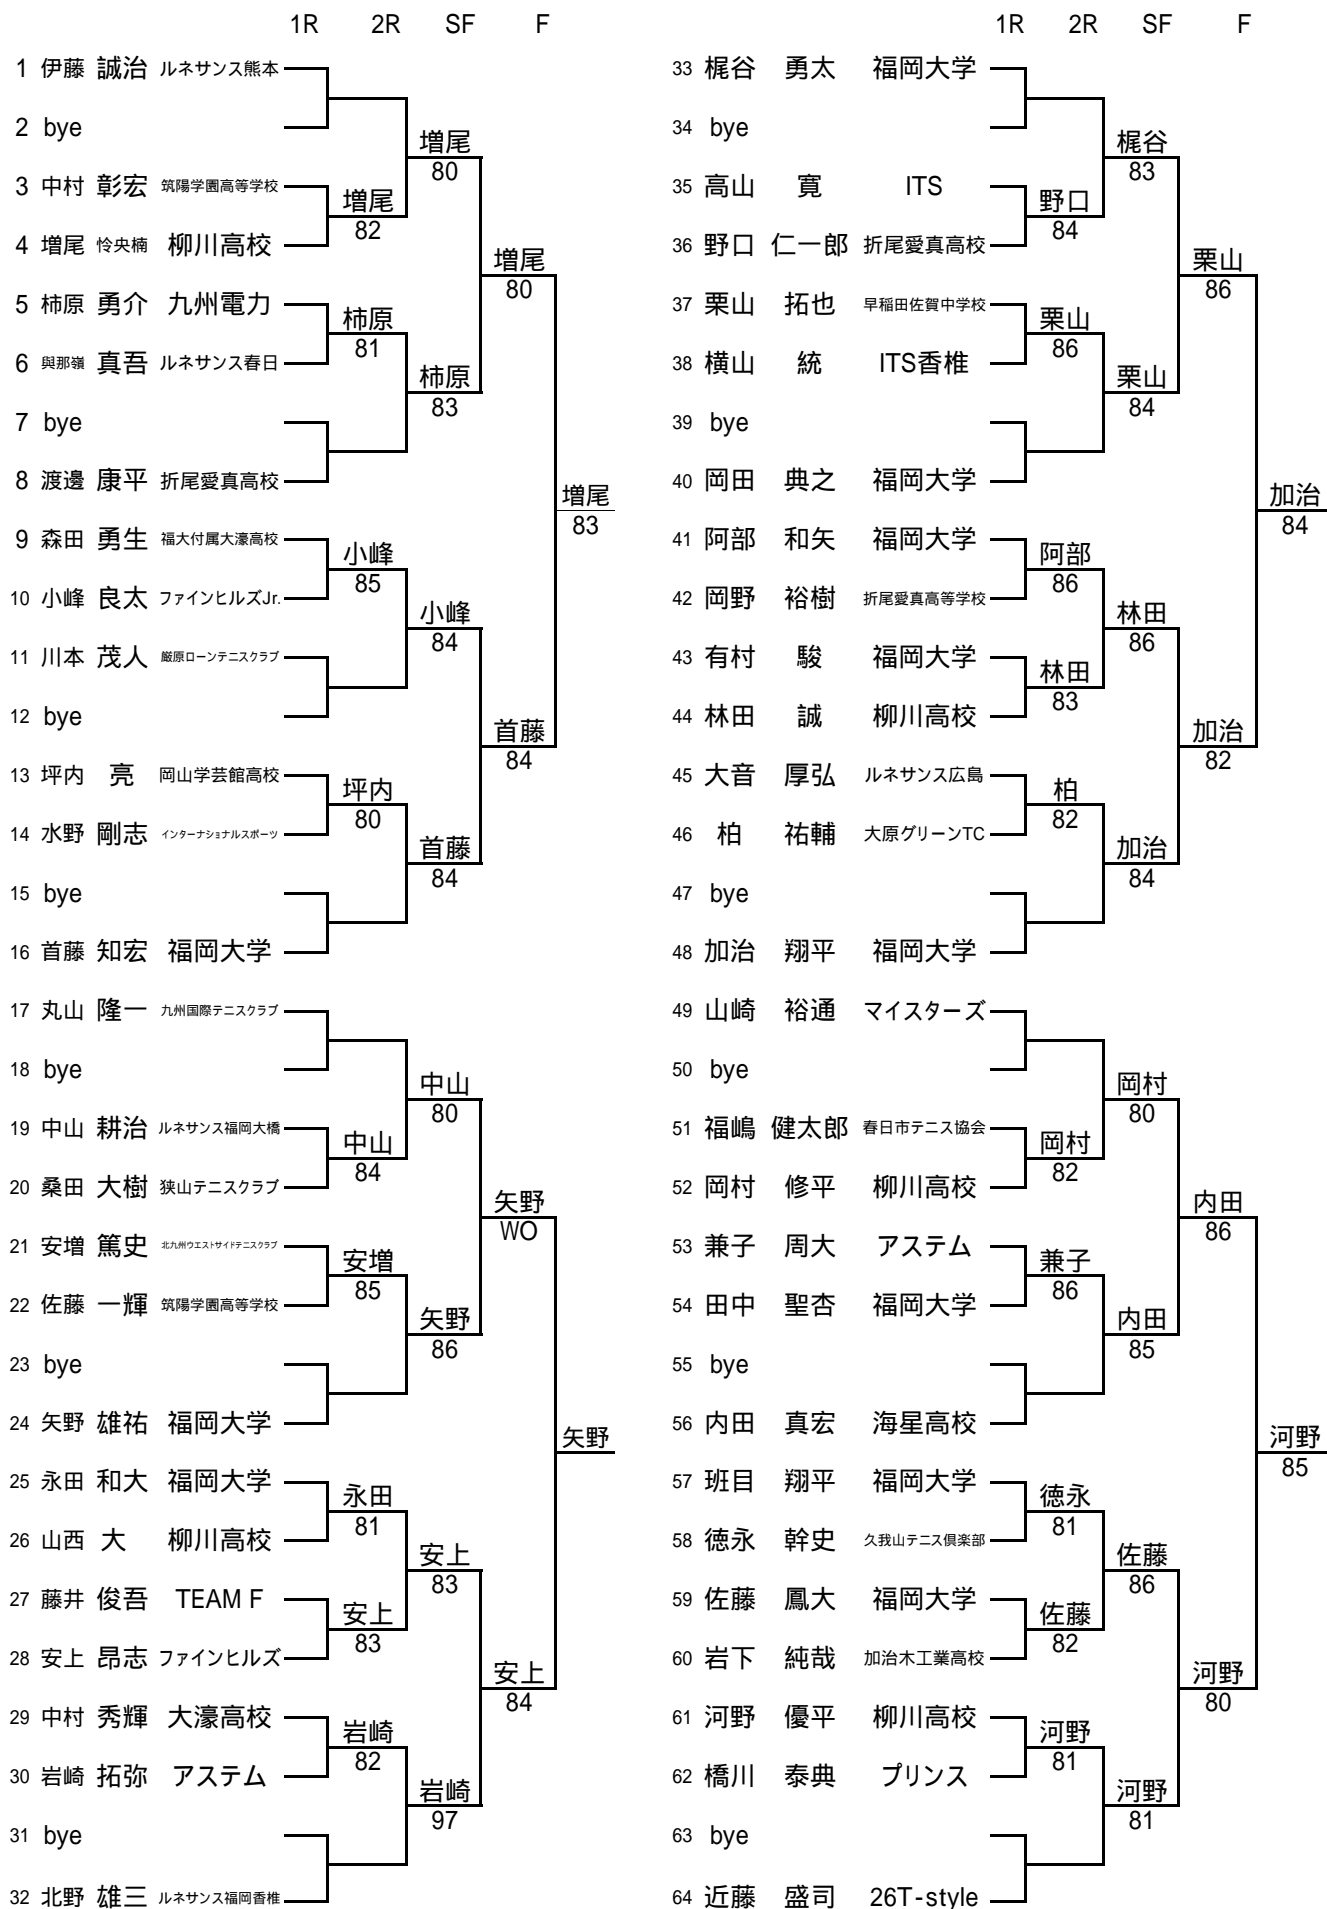 1R 2R SF F
1 伊藤 誠治 ルネサンス熊本
2 bye
増尾
80
3 中村 彰宏 筑陽学園高等学校
増尾
82
4 増尾 怜央楠 柳川高校
増尾
80
5 柿原 勇介 九州電力
柿原
81
6 與那嶺 真吾 ルネサンス春日
柿原
83
7 bye
8 渡邊 康平 折尾愛真高校
増尾
83
9 森田 勇生 福大付属大濠高校
小峰
85
10 小峰 良太 ファインヒルズJr.
小峰
84
11 川本 茂人 厳原ローンテニスクラブ
12 bye
首藤
84
13 坪内 亮 岡山学芸館高校
坪内
80
14 水野 剛志 インターナショナルスポーツ
首藤
84
15 bye
16 首藤 知宏 福岡大学
17 丸山 隆一 九州国際テニスクラブ
18 bye
中山
80
19 中山 耕治 ルネサンス福岡大橋
中山
84
20 桑田 大樹 狭山テニスクラブ
矢野
WO
21 安増 篤史 北九州ウエストサイドテニスクラブ
安増
85
22 佐藤 一輝 筑陽学園高等学校
矢野
86
23 bye
24 矢野 雄祐 福岡大学
矢野
25 永田 和大 福岡大学
永田
81
26 山西 大 柳川高校
安上
83
27 藤井 俊吾 TEAM F
安上
83
28 安上 昂志 ファインヒルズ
安上
84
29 中村 秀輝 大濠高校
岩崎
82
30 岩崎 拓弥 アステム
岩崎
97
31 bye
32 北野 雄三 ルネサンス福岡香椎
1R 2R SF F
33 梶谷 勇太 福岡大学
34 bye
梶谷
83
35 高山 寛 ITS
野口
84
36 野口 仁一郎 折尾愛真高校
栗山
86
37 栗山 拓也 早稲田佐賀中学校
栗山
86
38 横山 統 ITS香椎
栗山
84
39 bye
40 岡田 典之 福岡大学
加治
84
41 阿部 和矢 福岡大学
阿部
86
42 岡野 裕樹 折尾愛真高等学校
林田
86
43 有村 駿 福岡大学
林田
83
44 林田 誠 柳川高校
加治
82
45 大音 厚弘 ルネサンス広島
柏
82
46 柏 祐輔 大原グリーンTC
加治
84
47 bye
48 加治 翔平 福岡大学
49 山崎 裕通 マイスターズ
50 bye
岡村
80
51 福嶋 健太郎 春日市テニス協会
岡村
82
52 岡村 修平 柳川高校
内田
86
53 兼子 周大 アステム
兼子
86
54 田中 聖杏 福岡大学
内田
85
55 bye
56 内田 真宏 海星高校
河野
85
57 班目 翔平 福岡大学
徳永
81
58 徳永 幹史 久我山テニス倶楽部
佐藤
86
59 佐藤 鳳大 福岡大学
佐藤
82
60 岩下 純哉 加治木工業高校
河野
80
61 河野 優平 柳川高校
河野
81
62 橋川 泰典 プリンス
河野
81
63 bye
64 近藤 盛司 26T-style